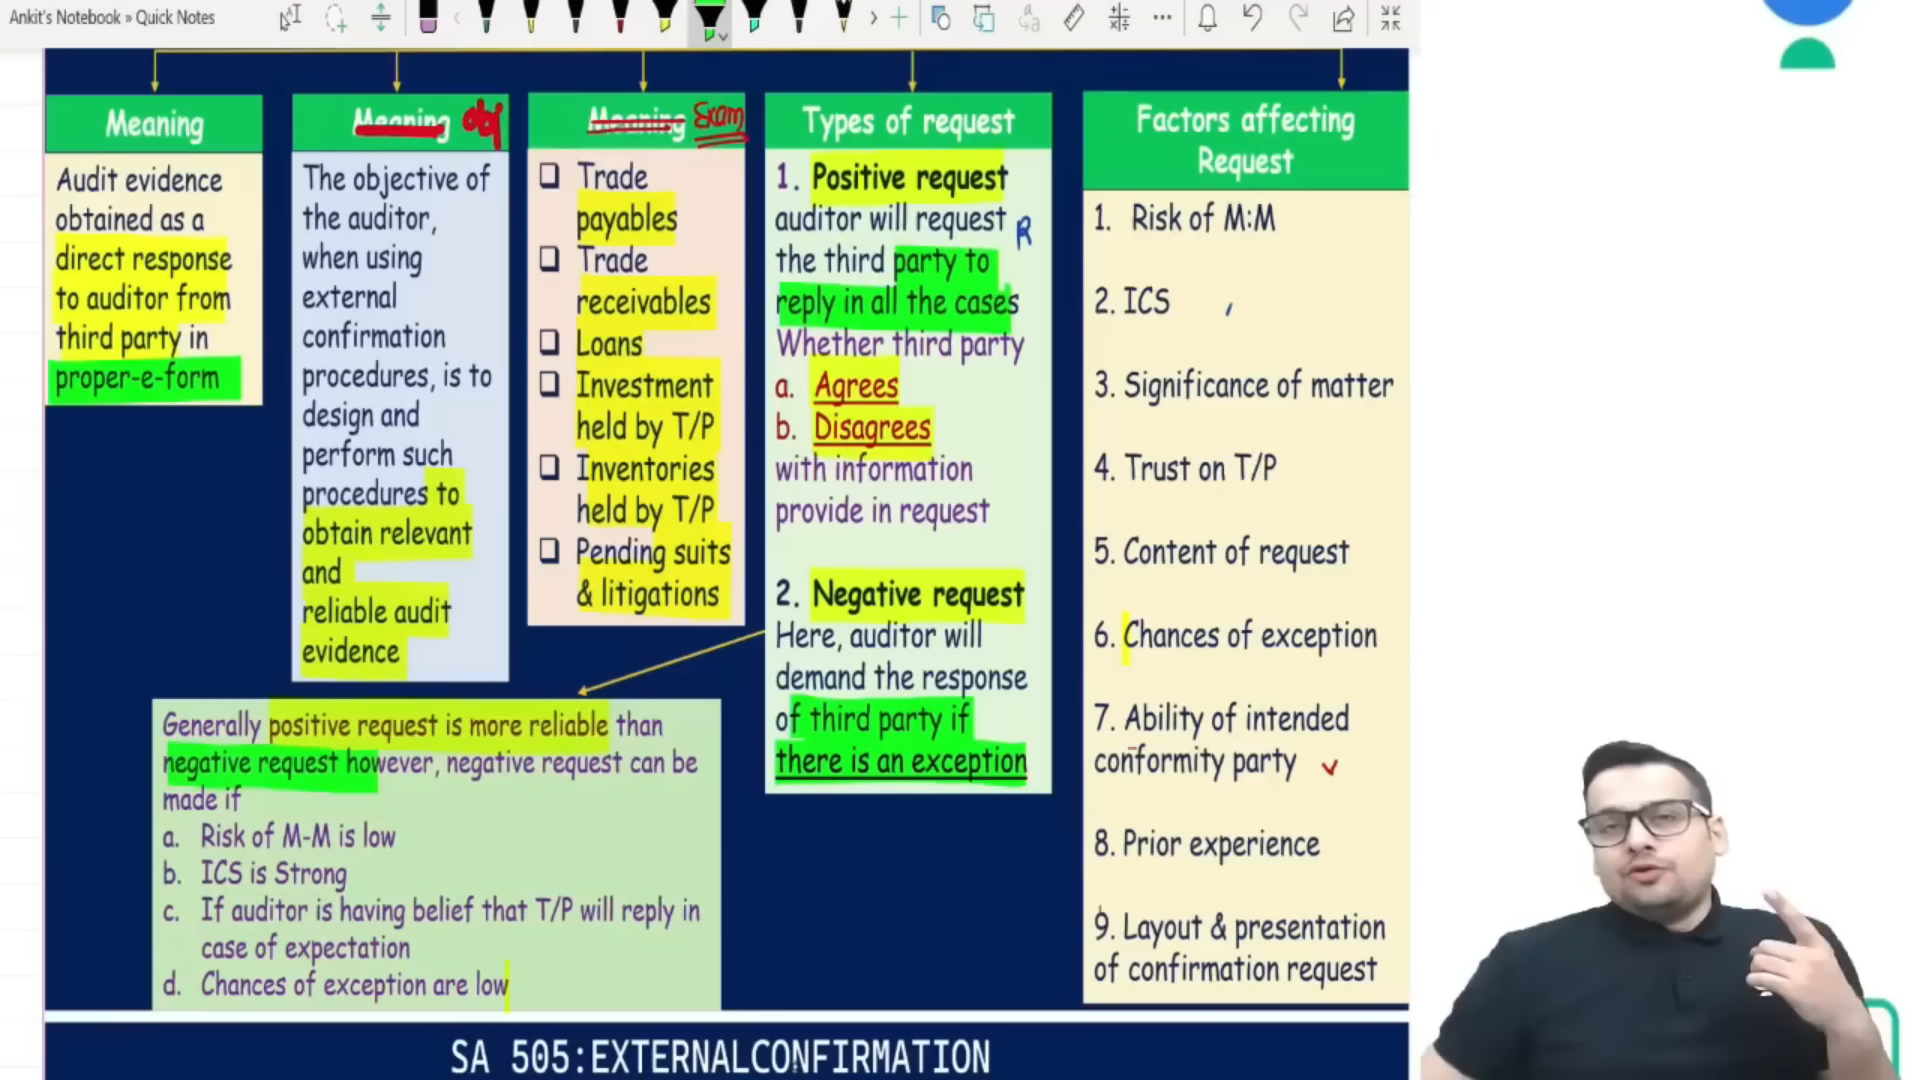 Ankit's Notebook » Quick Notes
Meaning
Audit evidence
obtained as a
direct response
to auditor from
third party in
proper-e-form
Meaning obj
The objective of
the auditor,
when using
external
confirmation
procedures, is to
design and
perform such
procedures to
obtain relevant
and
reliable audit
evidence
Meaning Exam
Trade
payables
Trade
receivables
Loans
Investment
held by T/P
Inventories
held by T/P
Pending suits
& litigations
Types of request
1. Positive request
auditor will request R
the third party to
reply in all the cases
Whether third party
a. Agrees
b. Disagrees
with information
provide in request
2. Negative request
Here, auditor will
demand the response
of third party if
there is an exception
Factors affecting
Request
1. Risk of M:M
2. ICS
3. Significance of matter
4. Trust on T/P
5. Content of request
6. Chances of exception
7. Ability of intended
conformity party
8. Prior experience
9. Layout & presentation
of confirmation request
Generally positive request is more reliable than
negative request however, negative request can be
made if
a. Risk of M-M is low
b. ICS is Strong
c. If auditor is having belief that T/P will reply in
case of expectation
d. Chances of exception are low
SA 505:EXTERNALCONFIRMATION